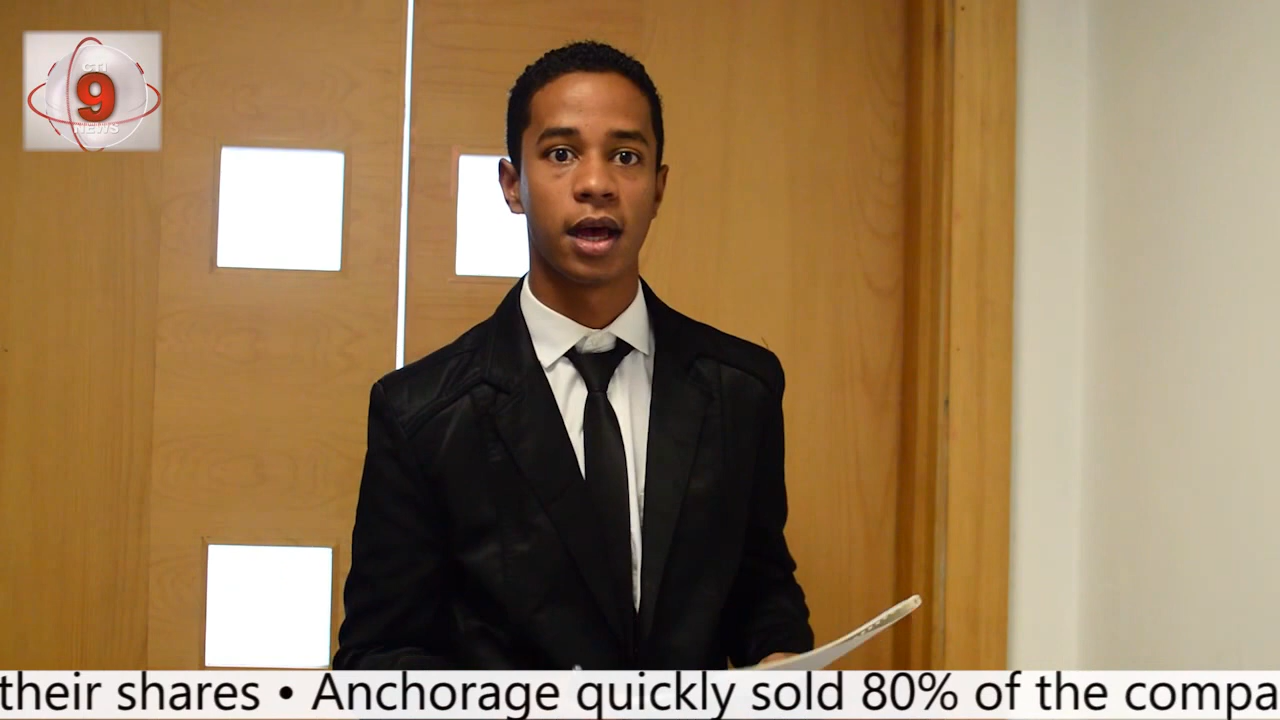 CTI
9
NEWS
their shares • Anchorage quickly sold 80% of the compa